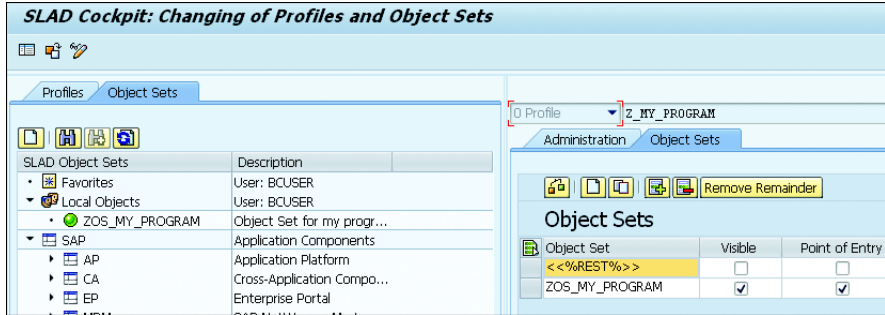 SLAD Cockpit: Changing of Profiles and Object Sets
Profiles Object Sets
SLAD Object Sets Description
Favorites User: BCUSER
Local Objects User: BCUSER
ZOS_MY_PROGRAM Object Set for my progr...
SAP Application Components
AP Application Platform
CA Cross-Application Compo...
EP Enterprise Portal
0 Profile Z_MY_PROGRAM
Administration Object Sets
Remove Remainder
Object Sets
Object Set Visible Point of Entry
<<%REST%>>
ZOS_MY_PROGRAM